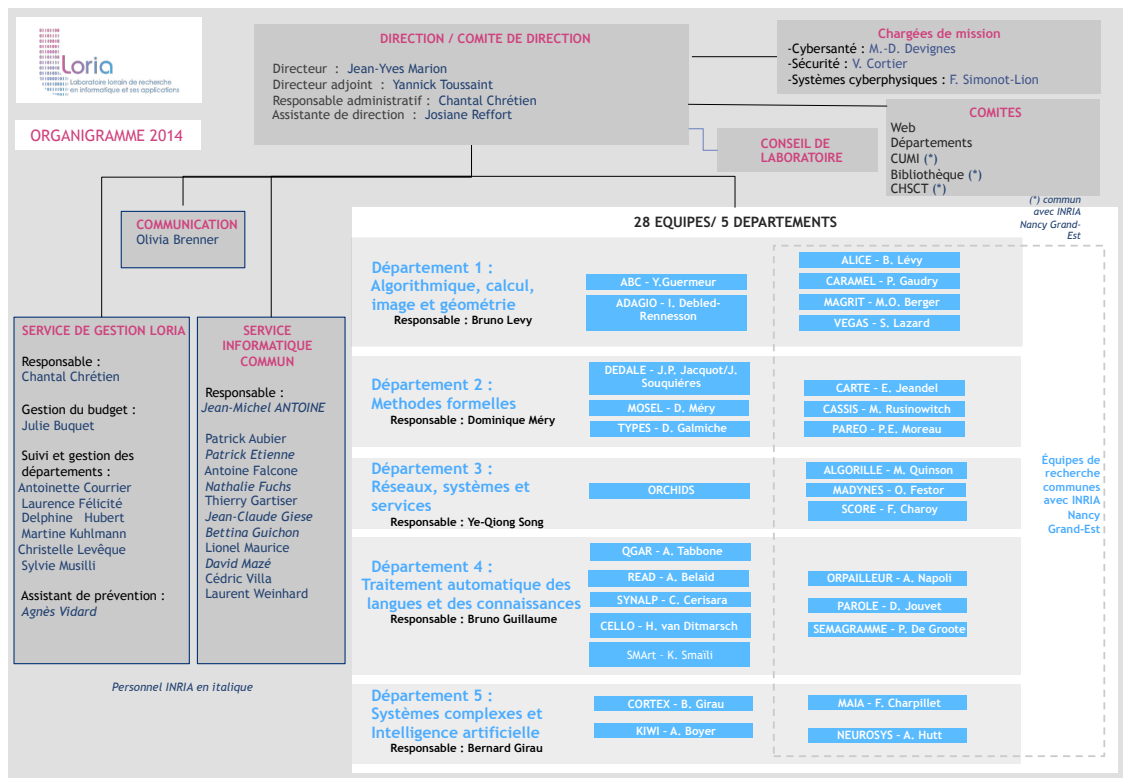 Loria
Laboratoire lorrain de recherche
en informatique et ses applications
ORGANIGRAMME 2014
DIRECTION / COMITE DE DIRECTION
Directeur : Jean-Yves Marion
Directeur adjoint : Yannick Toussaint
Responsable administratif : Chantal Chrétien
Assistante de direction : Josiane Reffort
Chargées de mission
-Cybersanté : M.-D. Devignes
-Sécurité : V. Cortier
-Systèmes cyberphysiques : F. Simonot-Lion
COMITES
Web
Départements
CUMI (*)
Bibliothèque (*)
CHSCT (*)
(*) commun
avec INRIA
Nancy Grand-
Est
CONSEIL DE
LABORATOIRE
COMMUNICATION
Olivia Brenner
SERVICE DE GESTION LORIA
Responsable :
Chantal Chrétien
Gestion du budget :
Julie Buquet
Suivi et gestion des
départements :
Antoinette Courrier
Laurence Félicité
Delphine Hubert
Martine Kuhlmann
Christelle Levêque
Sylvie Musilli
Assistant de prévention :
Agnès Vidard
SERVICE
INFORMATIQUE
COMMUN
Responsable :
Jean-Michel ANTOINE
Patrick Aubier
Patrick Etienne
Antoine Falcone
Nathalie Fuchs
Thierry Gartiser
Jean-Claude Giese
Bettina Guichon
Lionel Maurice
David Mazé
Cédric Villa
Laurent Weinhard
Personnel INRIA en italique
28 EQUIPES/ 5 DEPARTEMENTS
Département 1 :
Algorithmique, calcul,
image et géométrie
Responsable : Bruno Levy
ABC - Y.Guermeur
ADAGIO - I. Debled-
Rennesson
ALICE - B. Lévy
CARAMEL - P. Gaudry
MAGRIT - M.O. Berger
VEGAS - S. Lazard
Département 2 :
Methodes formelles
Responsable : Dominique Méry
DEDALE - J.P. Jacquot/J.
Souquiéres
MOSEL - D. Méry
TYPES - D. Galmiche
CARTE - E. Jeandel
CASSIS - M. Rusinowitch
PAREO - P.E. Moreau
Département 3 :
Réseaux, systèmes et
services
Responsable : Ye-Qiong Song
ORCHIDS
ALGORILLE - M. Quinson
MADYNES - O. Festor
SCORE - F. Charoy
Département 4 :
Traitement automatique des
langues et des connaissances
Responsable : Bruno Guillaume
QGAR - A. Tabbone
READ - A. Belaid
SYNALP - C. Cerisara
CELLO - H. van Ditmarsch
SMArt - K. Smaïli
ORPAILLEUR - A. Napoli
PAROLE - D. Jouvet
SEMAGRAMME - P. De Groote
Département 5 :
Systèmes complexes et
Intelligence artificielle
Responsable : Bernard Girau
CORTEX - B. Girau
KIWI - A. Boyer
MAIA - F. Charpillet
NEUROSYS - A. Hutt
Équipes de
recherche
communes
avec INRIA
Nancy
Grand-Est